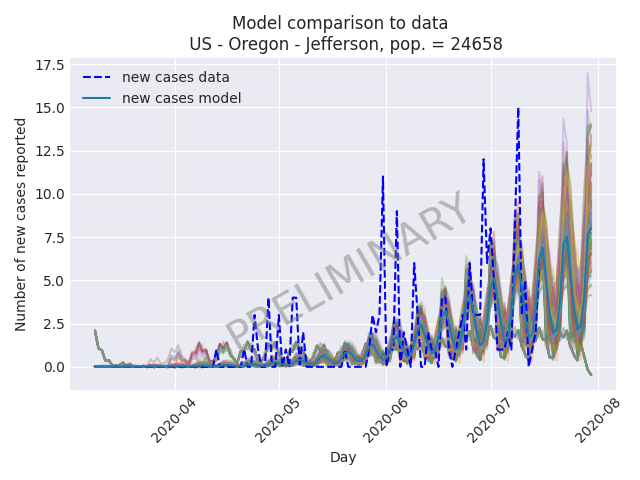 Model comparison to data
US - Oregon - Jefferson, pop. = 24658
17.5
15.0
12.5
10.0
7.5
5.0
2.5
0.0
Number of new cases reported
new cases data
new cases model
PRELIMINARY
2020-04
2020-05
2020-06
2020-07
2020-08
Day